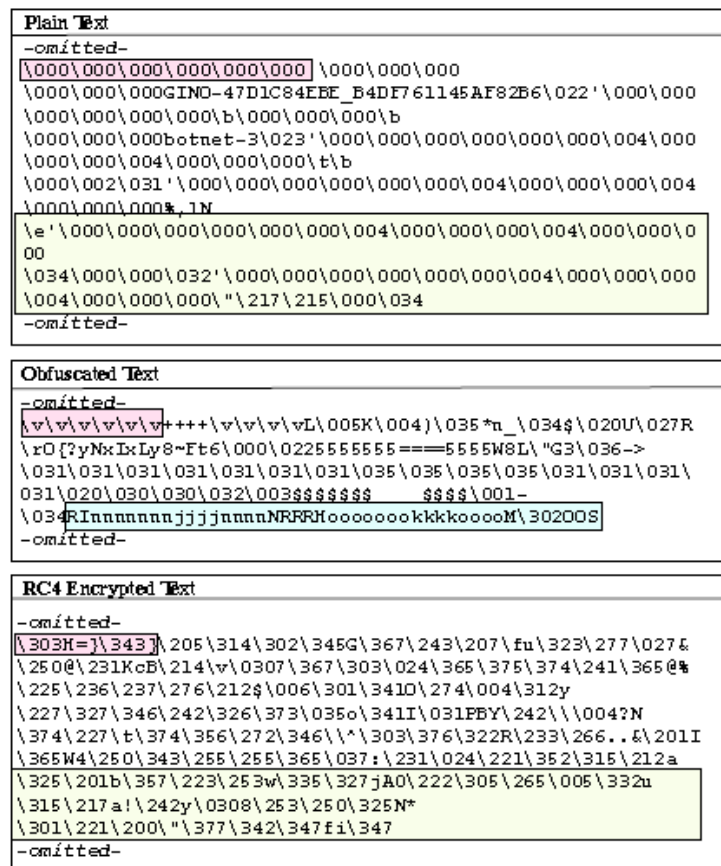 Plain Text
-omitted-
\000\000\000\000\000\000 \000\000\000
\000\000\000GINO-47D1C84EBE_B4DF761145AF82B6\022'\000\000
\000\000\000\000\b\000\000\000\b
\000\000\000botnet-3\023'\000\000\000\000\000\000\004\000
\000\000\004\000\000\000\t\b
\000\002\031'\000\000\000\000\000\000\004\000\000\000\004
\000\000\000%,1N
\e'\000\000\000\000\000\000\004\000\000\000\004\000\000\0
00
\034\000\000\032'\000\000\000\000\000\000\004\000\000\000
\004\000\000\000\"\217\215\000\034
-omitted-
Obfuscated Text
-omitted-
\v\v\v\v\v\v++++\v\v\v\vL\005K\004)\035*n_\034$\020U\027R
\rO{?yNxIxLy8~Ft6\000\0225555555====5555W8L\"G3\036->
\031\031\031\031\031\031\031\035\035\035\035\031\031\031\
031\020\030\030\032\003$$$$$$$    $$$$\001-
\034RInnnnnnnjjjjnnnnNRRRHoooooookkkkooooM\302OOS
-omitted-
RC4 Encrypted Text
-omitted-
\303H=}\343}\205\314\302\345G\367\243\207\fu\323\277\027&
\250@\231KcB\214\v\0307\367\303\024\365\375\374\241\365@%
\225\236\237\276\212$\006\301\341O\274\004\312y
\227\327\346\242\326\373\035o\341I\031PBY\242\\\004?N
\374\227\t\374\356\272\346\\^\303\376\322R\233\266..&\201I
\365W4\250\343\255\255\365\037:\231\024\221\352\315\212a
\325\201b\357\223\253w\335\327jA0\222\305\265\005\332u
\315\217a!\242y\0308\253\250\325N*
\301\221\200\"\377\342\347fi\347
-omitted-